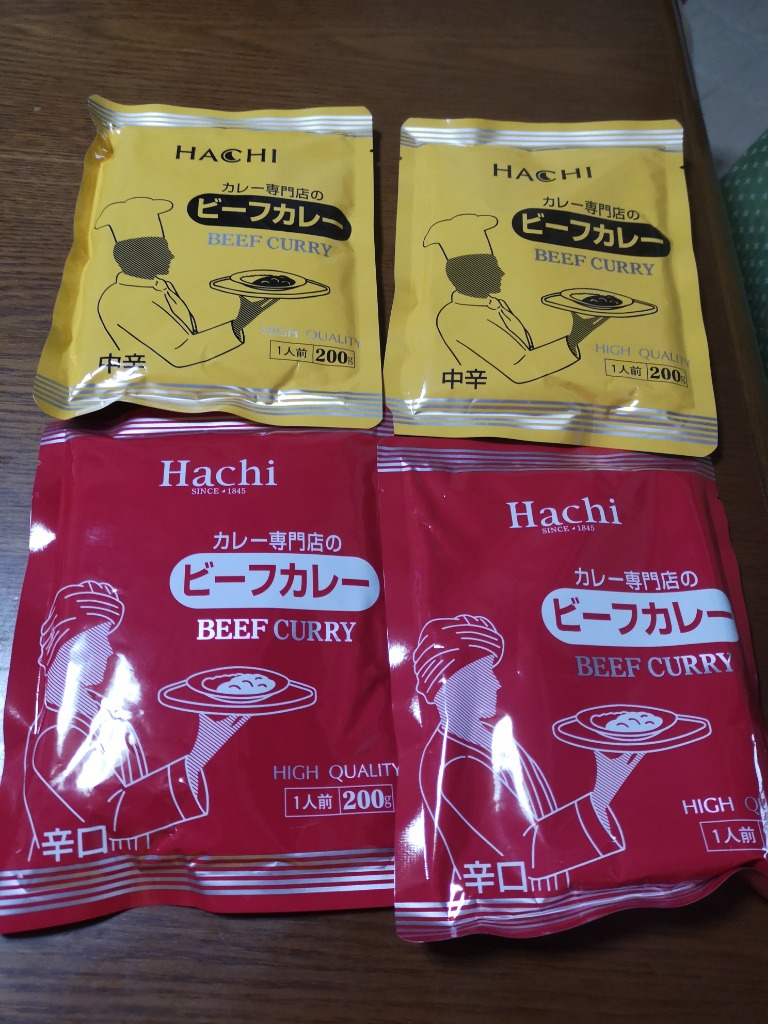 HACHI
カレー専門店の
ビーフカレー
BEEF CURRY
HIGH QUALITY
1人前 200g
中辛
HACHI
カレー専門店の
ビーフカレー
BEEF CURRY
HIGH QUALITY
1人前 200g
中辛
Hachi
SINCE 1845
カレー専門店の
ビーフカレー
BEEF CURRY
HIGH QUALITY
1人前 200g
辛口
Hachi
SINCE 1845
カレー専門店の
ビーフカレー
BEEF CURRY
HIGH Q
1人前
辛口